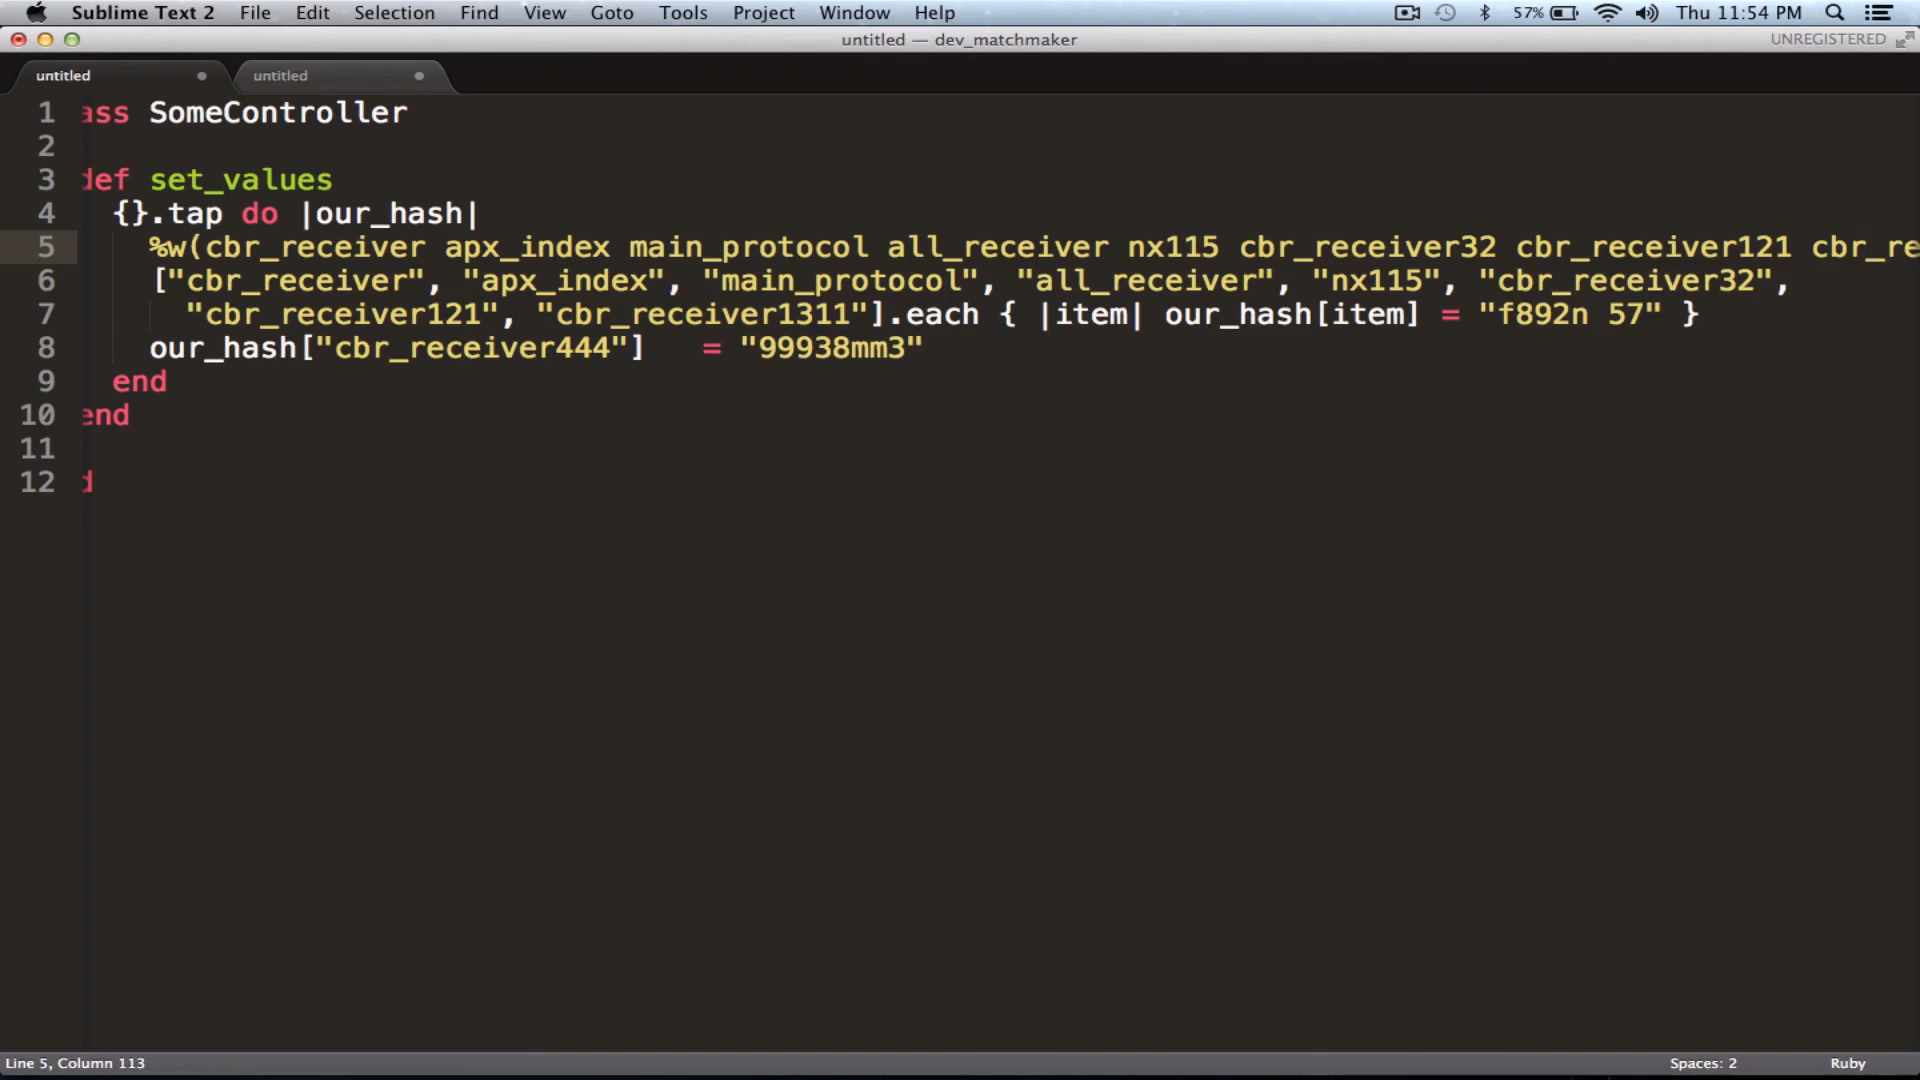 Sublime Text 2 File Edit Selection Find View Goto Tools Project Window Help 57% Thu 11:54 PM
untitled — dev_matchmaker UNREGISTERED
untitled untitled
1 ass SomeController
2
3 def set_values
4 {}.tap do |our_hash|
5 %w(cbr_receiver apx_index main_protocol all_receiver nx115 cbr_receiver32 cbr_receiver121 cbr_re
6 ["cbr_receiver", "apx_index", "main_protocol", "all_receiver", "nx115", "cbr_receiver32",
7 "cbr_receiver121", "cbr_receiver1311"].each { |item| our_hash[item] = "f892n 57" }
8 our_hash["cbr_receiver444"] = "99938mm3"
9 end
10 end
11
12 d
Line 5, Column 113 Spaces: 2 Ruby